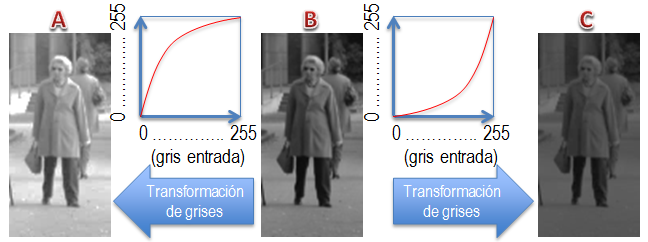 A
B
C
0 ............ 255
0 ............... 255
(gris entrada)
Transformación
de grises
0 ............ 255
0 ............... 255
(gris entrada)
Transformación
de grises